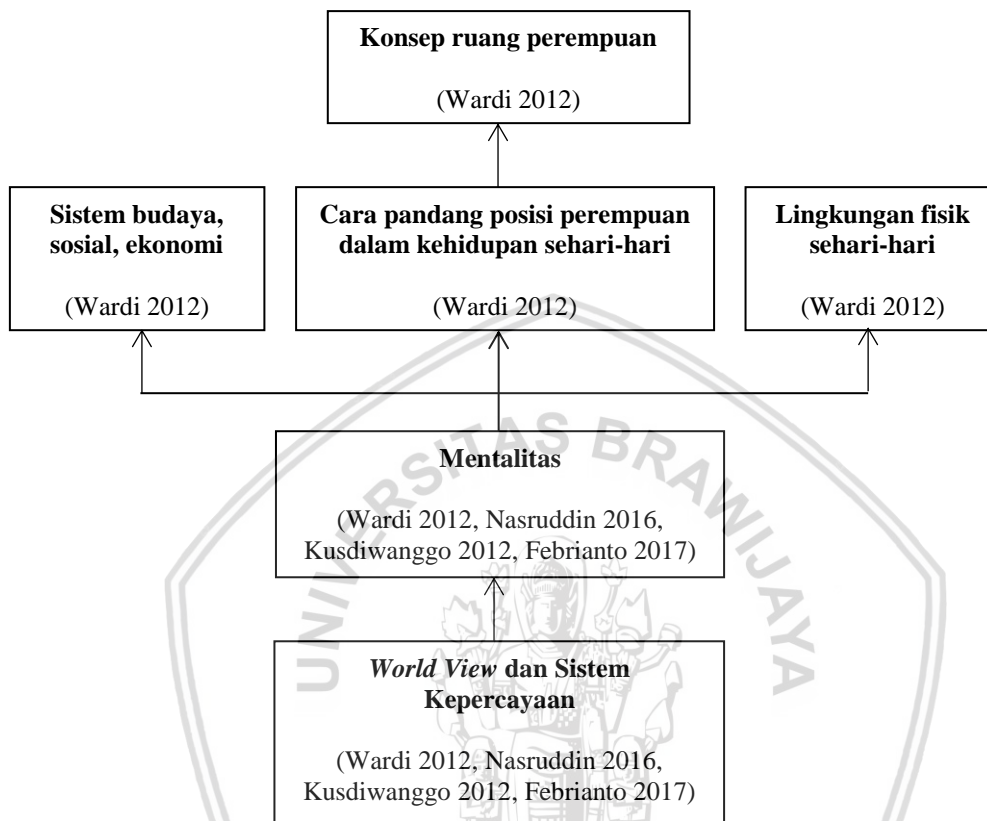 Konsep ruang perempuan
(Wardi 2012)
Sistem budaya,
sosial, ekonomi
(Wardi 2012)
Cara pandang posisi perempuan
dalam kehidupan sehari-hari
(Wardi 2012)
Lingkungan fisik
sehari-hari
(Wardi 2012)
UNIVERSITAS BRAWIJAYA
Mentalitas
(Wardi 2012, Nasruddin 2016,
Kusdiwanggo 2012, Febrianto 2017)
World View dan Sistem
Kepercayaan
(Wardi 2012, Nasruddin 2016,
Kusdiwanggo 2012, Febrianto 2017)